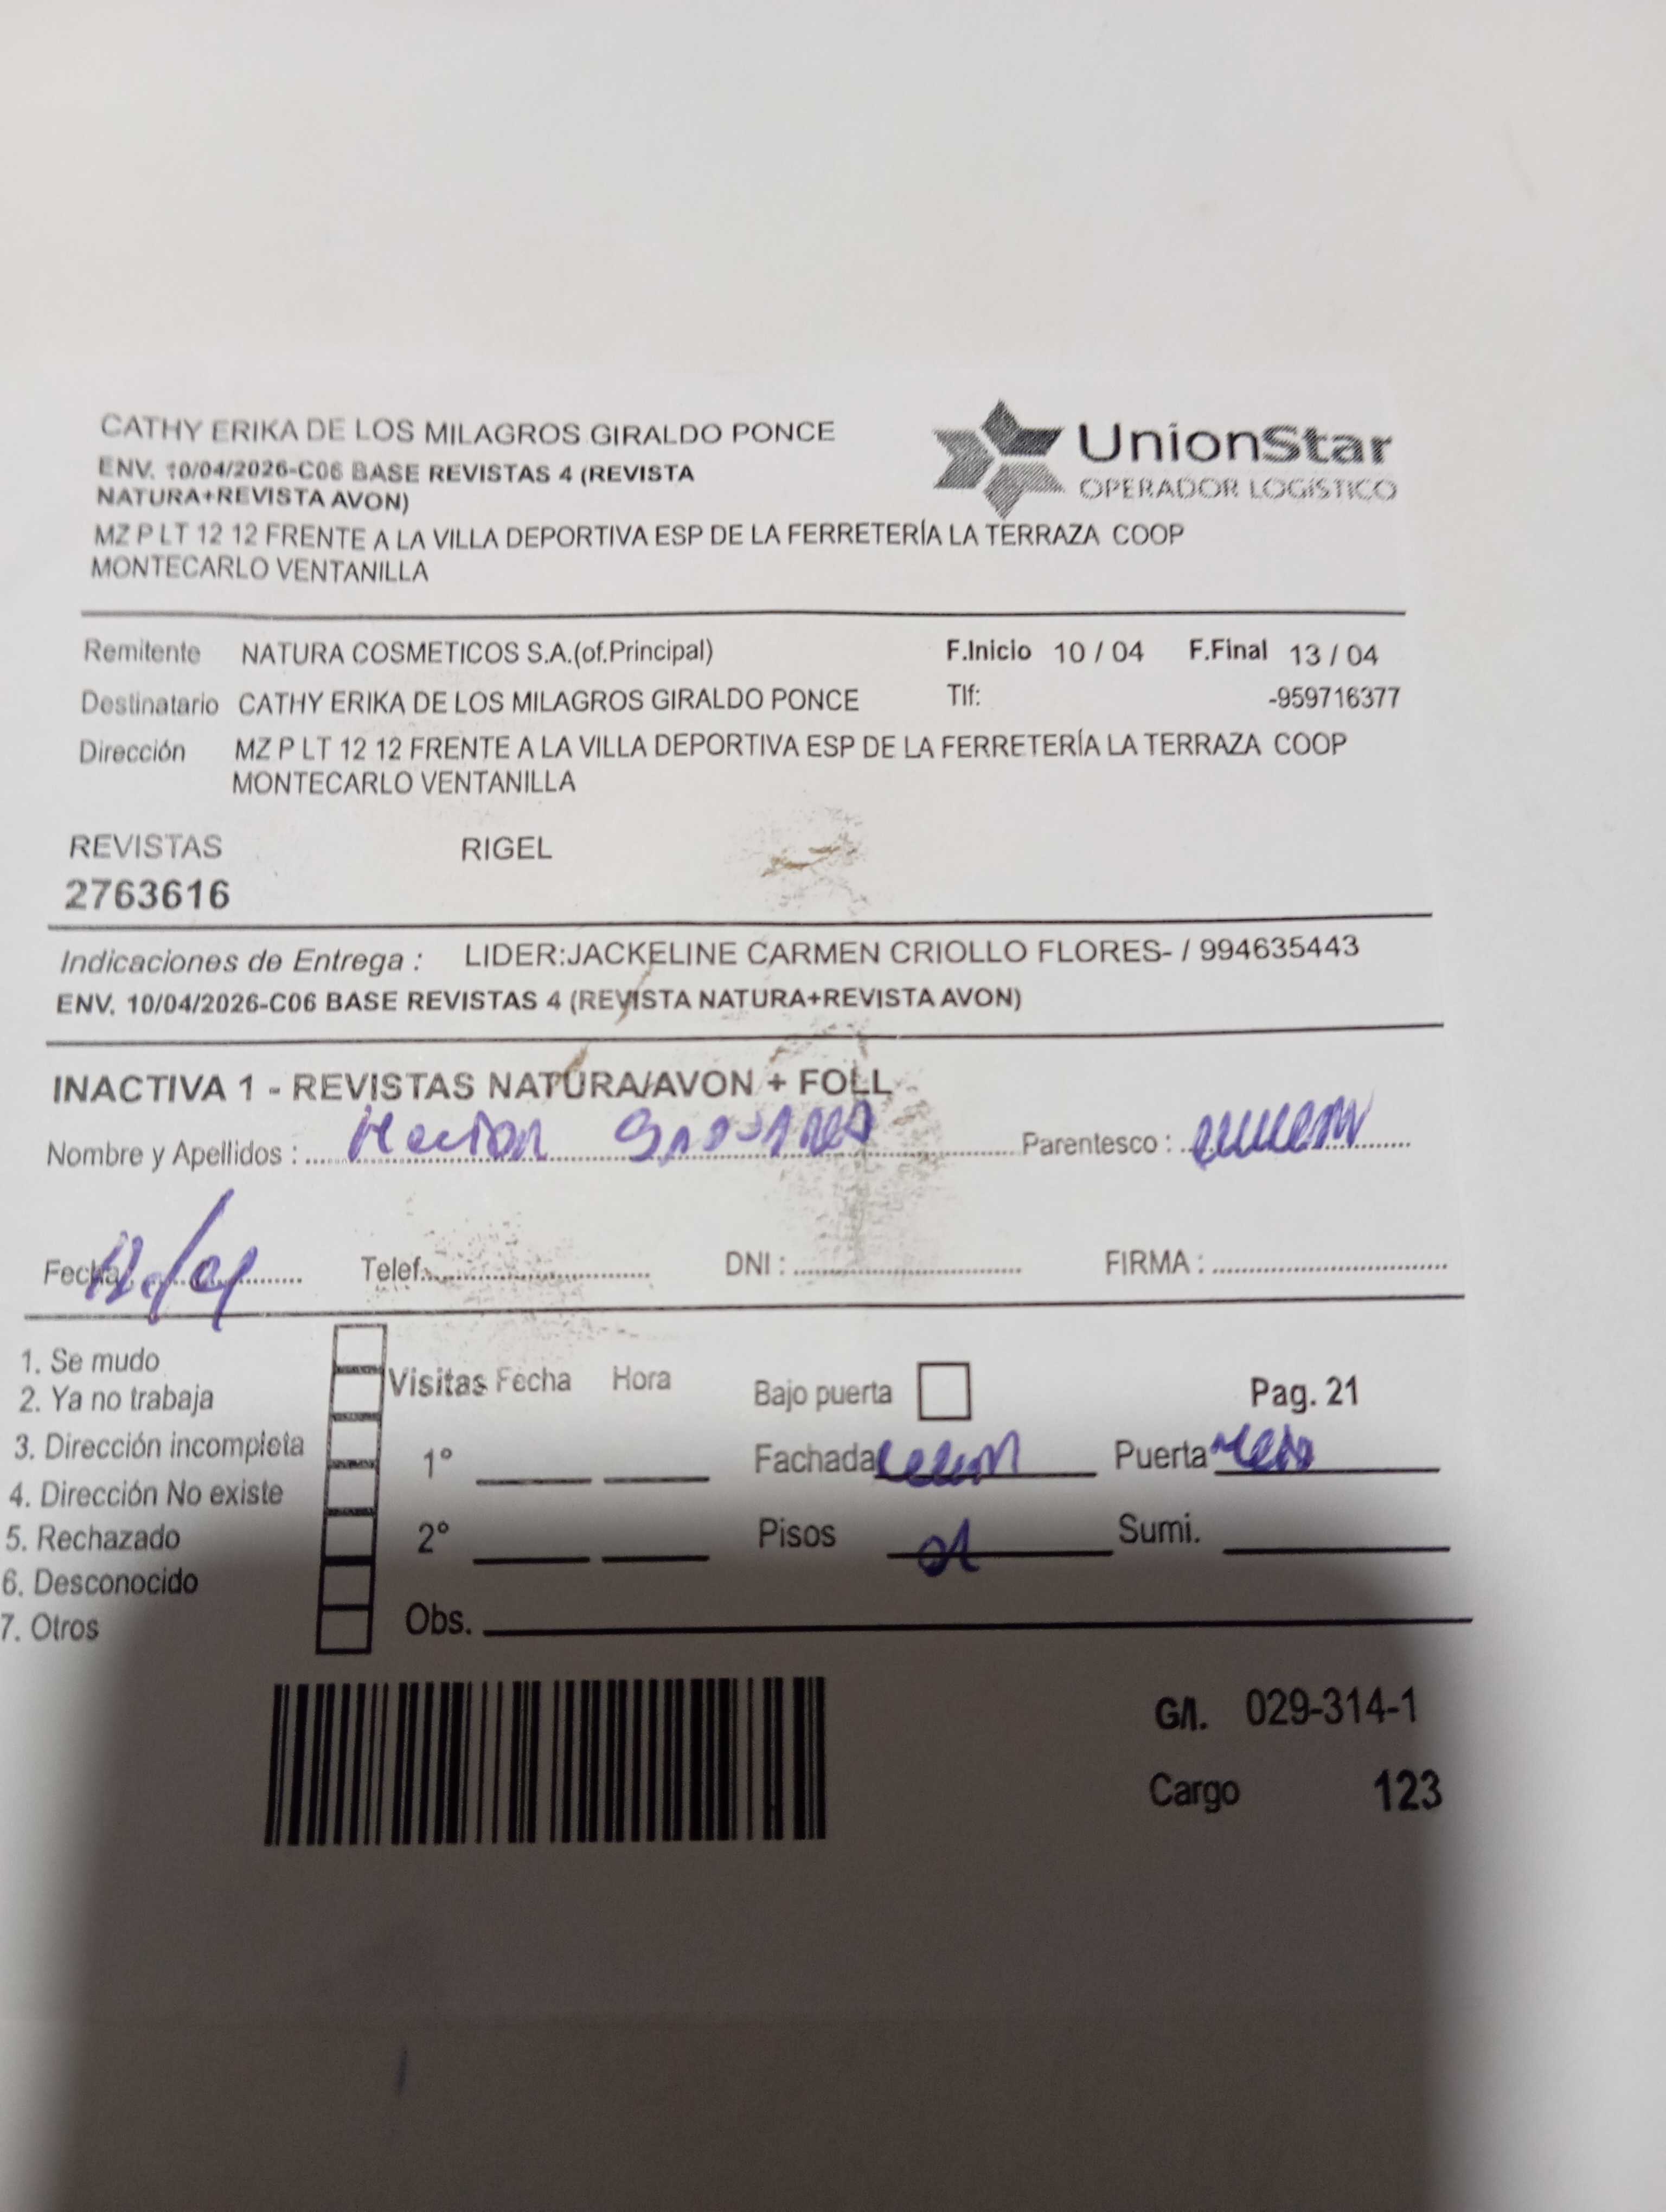 CATHY ERIKA DE LOS MILAGROS GIRALDO PONCE
ENV. 10/04/2026-C06 BASE REVISTAS 4 (REVISTA
NATURA+REVISTA AVON)
MZ P LT 12 12 FRENTE A LA VILLA DEPORTIVA ESP DE LA FERRETERÍA LA TERRAZA COOP
MONTECARLO VENTANILLA
UnionStar
OPERADOR LOGÍSTICO
Remitente NATURA COSMETICOS S.A.(of.Principal) F.Inicio 10 / 04 F.Final 13 / 04
Destinatario CATHY ERIKA DE LOS MILAGROS GIRALDO PONCE Tlf: -959716377
Dirección MZ P LT 12 12 FRENTE A LA VILLA DEPORTIVA ESP DE LA FERRETERÍA LA TERRAZA COOP
MONTECARLO VENTANILLA
REVISTAS RIGEL
2763616
Indicaciones de Entrega : LIDER:JACKELINE CARMEN CRIOLLO FLORES- / 994635443
ENV. 10/04/2026-C06 BASE REVISTAS 4 (REVISTA NATURA+REVISTA AVON)
INACTIVA 1 - REVISTAS NATURA/AVON + FOLL
Nombre y Apellidos : Parentesco :
Fecha Telef. DNI : FIRMA :
1. Se mudo
2. Ya no trabaja
3. Dirección incompleta
4. Dirección No existe
5. Rechazado
6. Desconocido
7. Otros
Visitas Fecha Hora
1°
2°
Obs.
Bajo puerta Pag. 21
Fachada Puerta
Pisos Sumi.
G/I. 029-314-1
Cargo 123